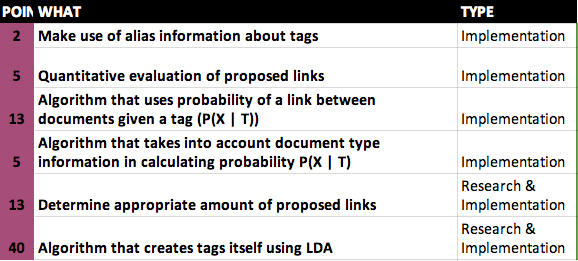 POIN WHAT TYPE
2 Make use of alias information about tags Implementation
5 Quantitative evaluation of proposed links Implementation
Algorithm that uses probability of a link between
13 documents given a tag (P(X | T)) Implementation
Algorithm that takes into account document type
5 information in calculating probability P(X | T) Implementation
Research &
13 Determine appropriate amount of proposed links Implementation
Research &
40 Algorithm that creates tags itself using LDA Implementation